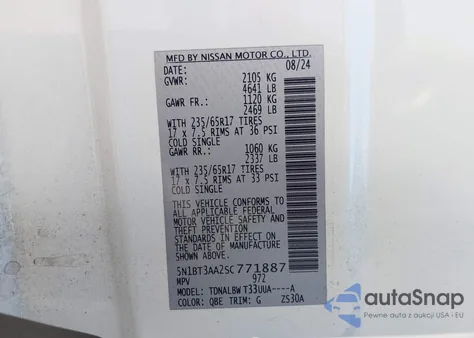 MFD BY NISSAN MOTOR CO., LTD.
DATE: 08/24
GVWR: 2105 KG
4641 LB
GAWR FR.: 1120 KG
2469 LB
WITH 235/65R17 TIRES
17 x 7.5 RIMS AT 36 PSI
COLD SINGLE
GAWR RR.: 1060 KG
2337 LB
WITH 235/65R17 TIRES
17 x 7.5 RIMS AT 33 PSI
COLD SINGLE
THIS VEHICLE CONFORMS TO
ALL APPLICABLE FEDERAL
MOTOR VEHICLE SAFETY AND
THEFT PREVENTION
STANDARDS IN EFFECT ON
THE DATE OF MANUFACTURE
SHOWN ABOVE.
5N1BT3AA2SC771887
MPV 972
MODEL: TDNALBW T33UUA----A
COLOR: QBE TRIM: G ZS30A
autoSnap
Pewne auta z aukcji w USA i EU